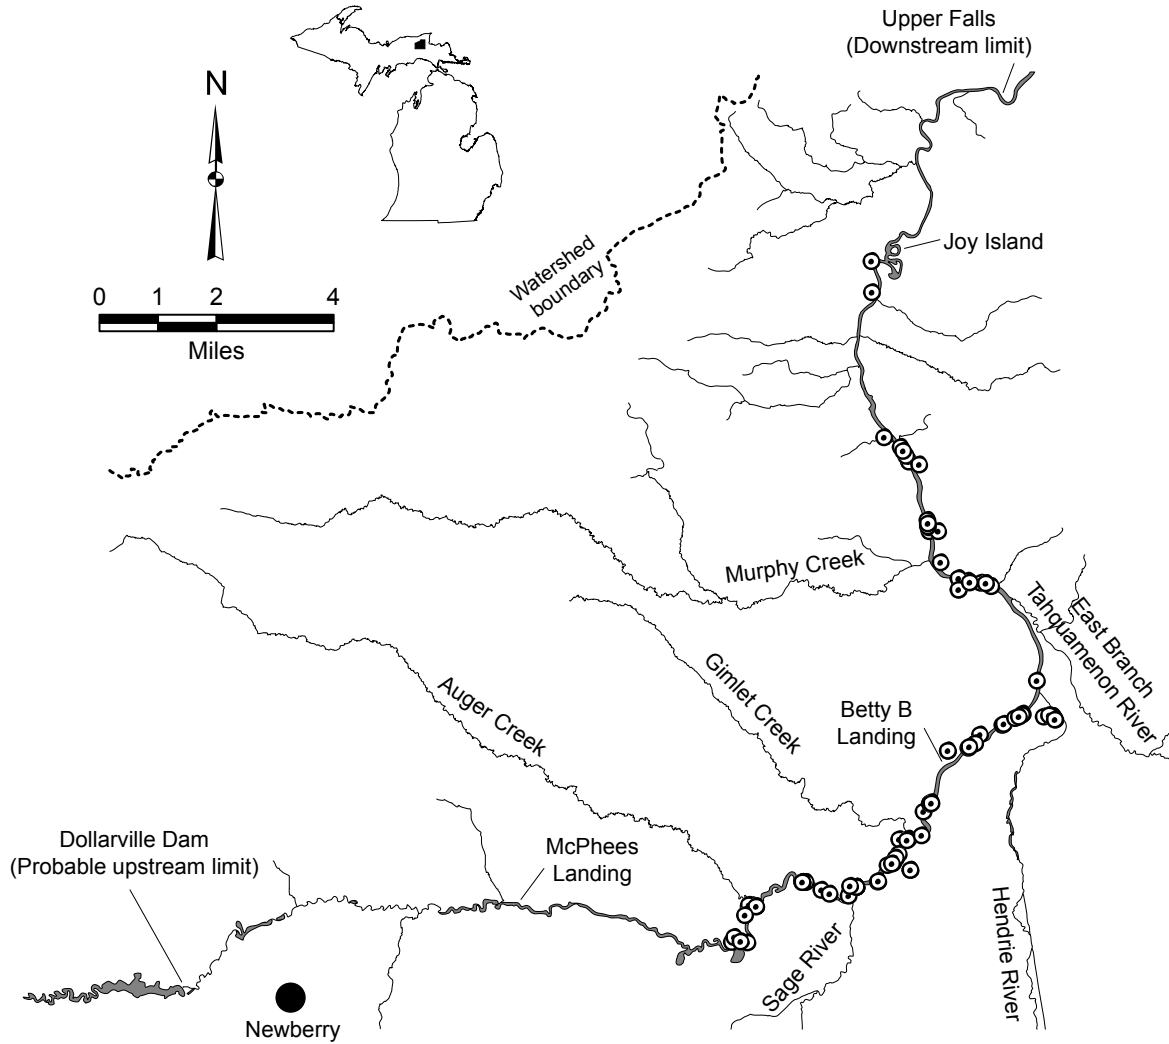 Upper Falls
(Downstream limit)
N
Joy Island
Watershed
boundary
0 1 2 4
Miles
Murphy Creek
East Branch
Tahquamenon River
Gimlet Creek
Auger Creek
Betty B
Landing
Dollarville Dam
(Probable upstream limit)
McPhees
Landing
Hendrie River
Sage River
Newberry